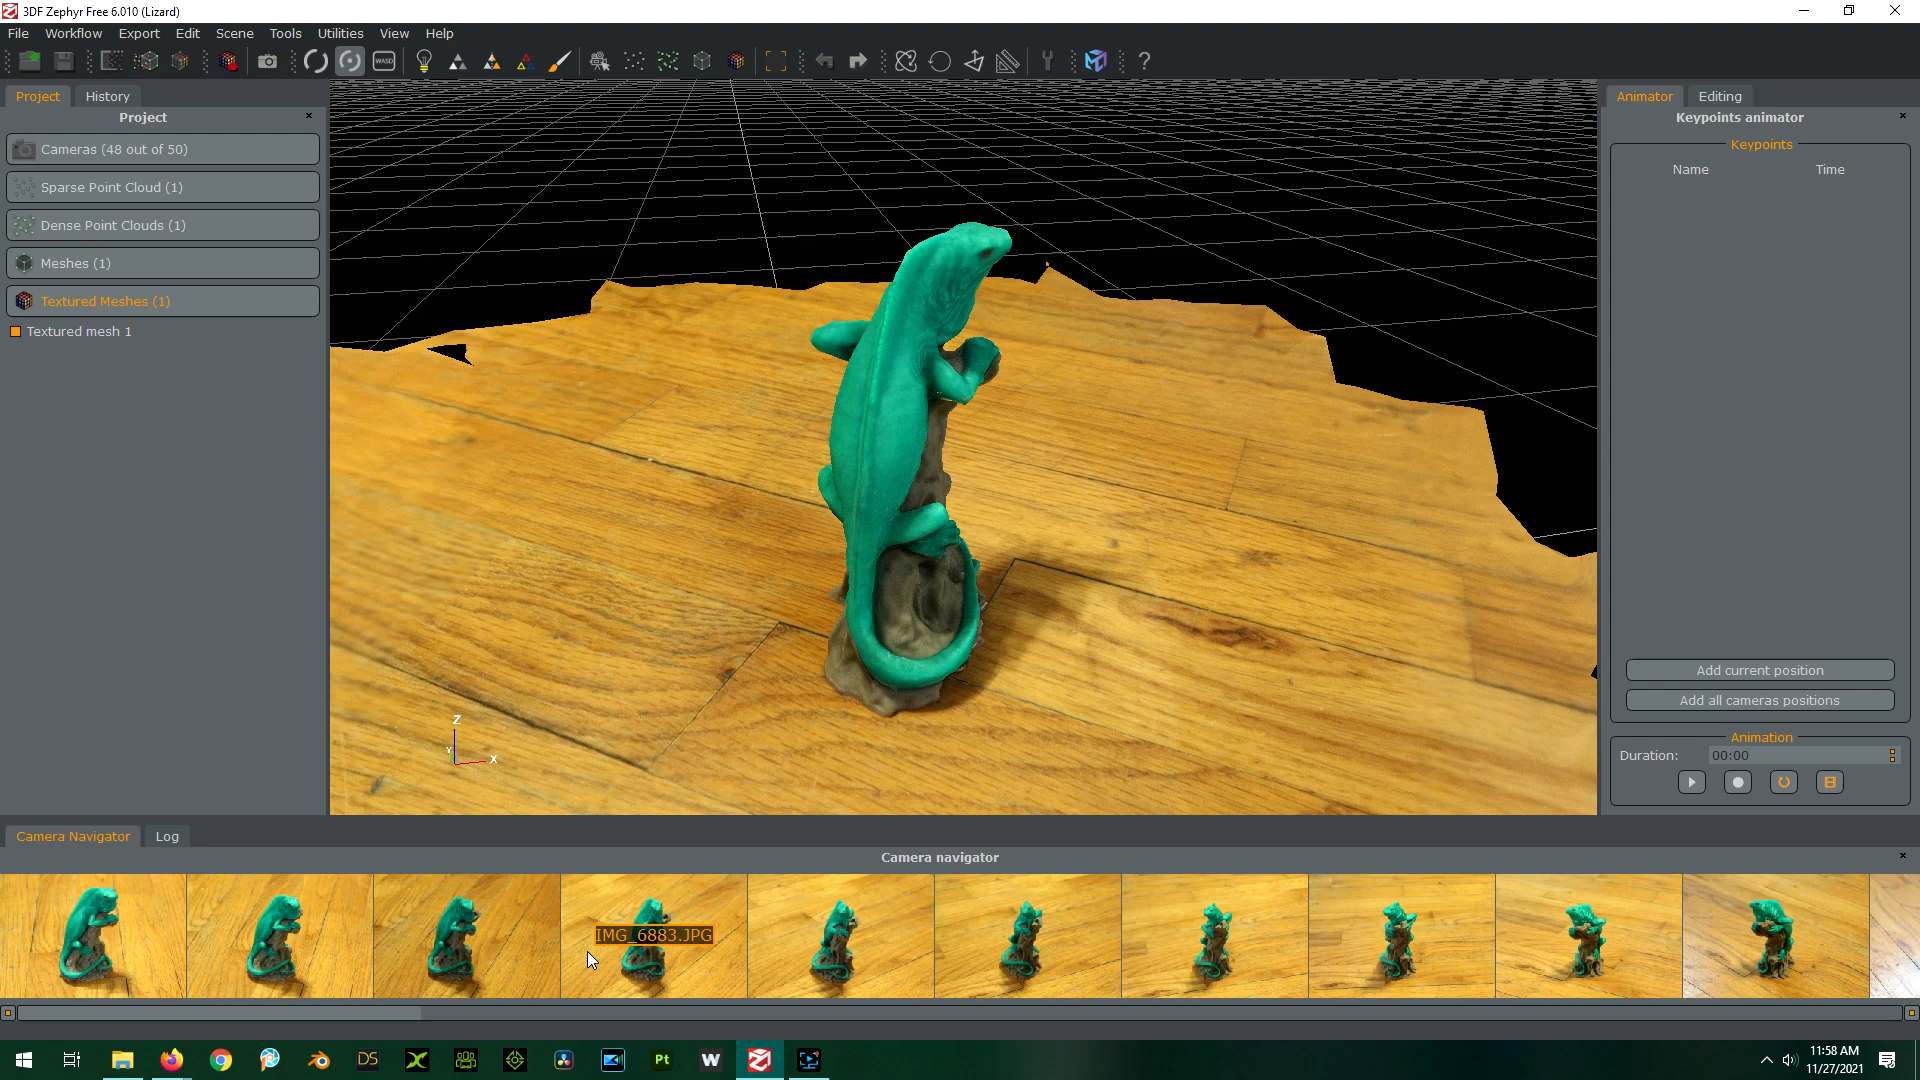 3DF Zephyr Free 6.010 (Lizard)
File Workflow Export Edit Scene Tools Utilities View Help
WASD
?
Project History
Project
Cameras (48 out of 50)
Sparse Point Cloud (1)
Dense Point Clouds (1)
Meshes (1)
Textured Meshes (1)
Textured mesh 1
Z
Y
X
Animator Editing
Keypoints animator
Keypoints
Name Time
Add current position
Add all cameras positions
Animation
Duration: 00:00
Camera Navigator Log
Camera navigator
IMG_6883.JPG
DS
Pt
W
11:58 AM
11/27/2021